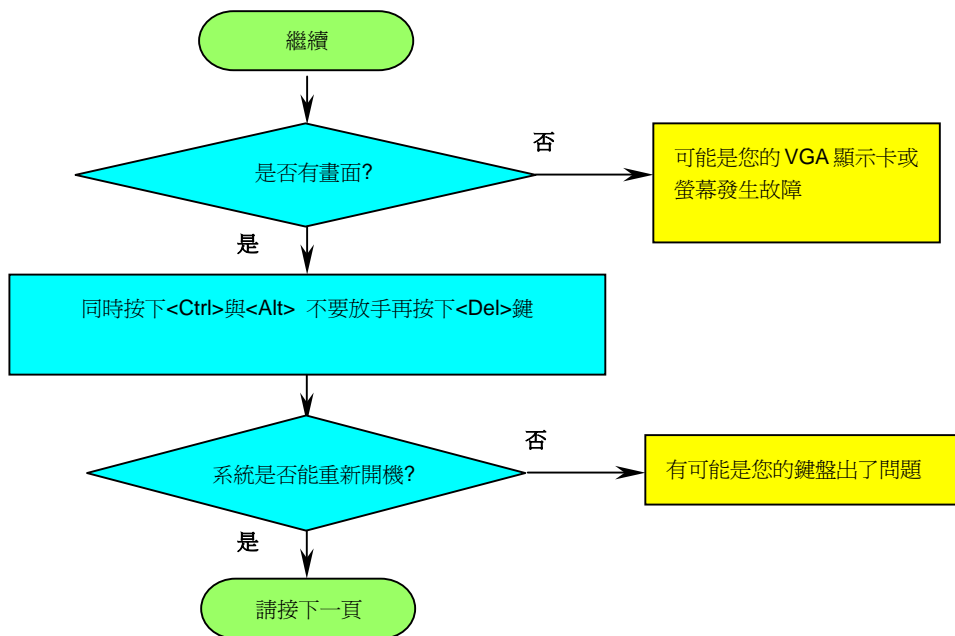 繼續
是否有畫面?
否
可能是您的 VGA 顯示卡或
螢幕發生故障
是
同時按下<Ctrl>與<Alt> 不要放手再按下<Del>鍵
系統是否能重新開機?
否
有可能是您的鍵盤出了問題
是
請接下一頁